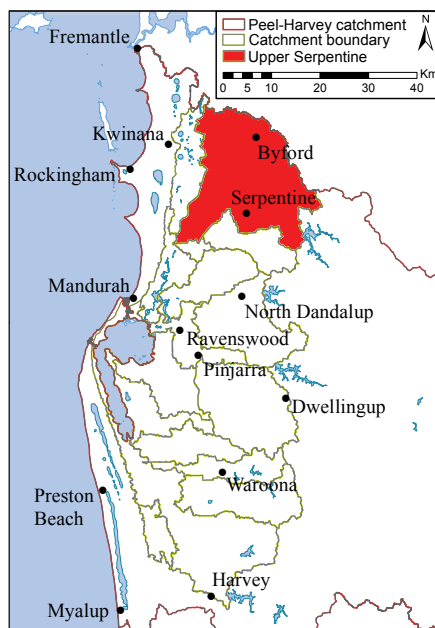 Peel-Harvey catchment
Catchment boundary
Upper Serpentine
N
Km
0 5 10 20 30 40
Fremantle
Kwinana
Byford
Rockingham
Serpentine
Mandurah
North Dandalup
Ravenswood
Pinjarra
Dwellingup
Waroona
Preston
Beach
Harvey
Myalup